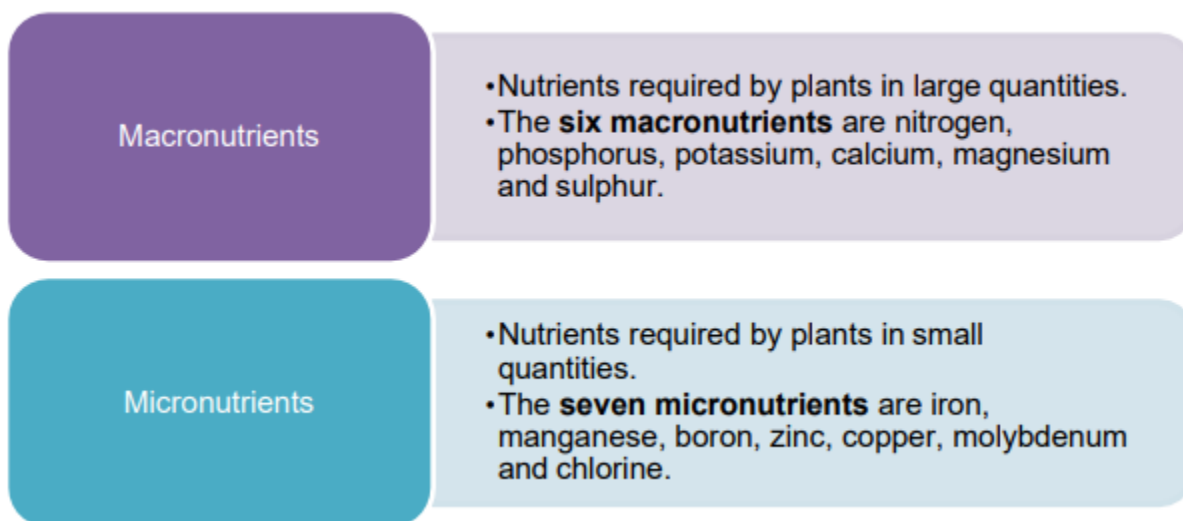 Macronutrients
•Nutrients required by plants in large quantities.
•The six macronutrients are nitrogen,
phosphorus, potassium, calcium, magnesium
and sulphur.
Micronutrients
•Nutrients required by plants in small
quantities.
•The seven micronutrients are iron,
manganese, boron, zinc, copper, molybdenum
and chlorine.